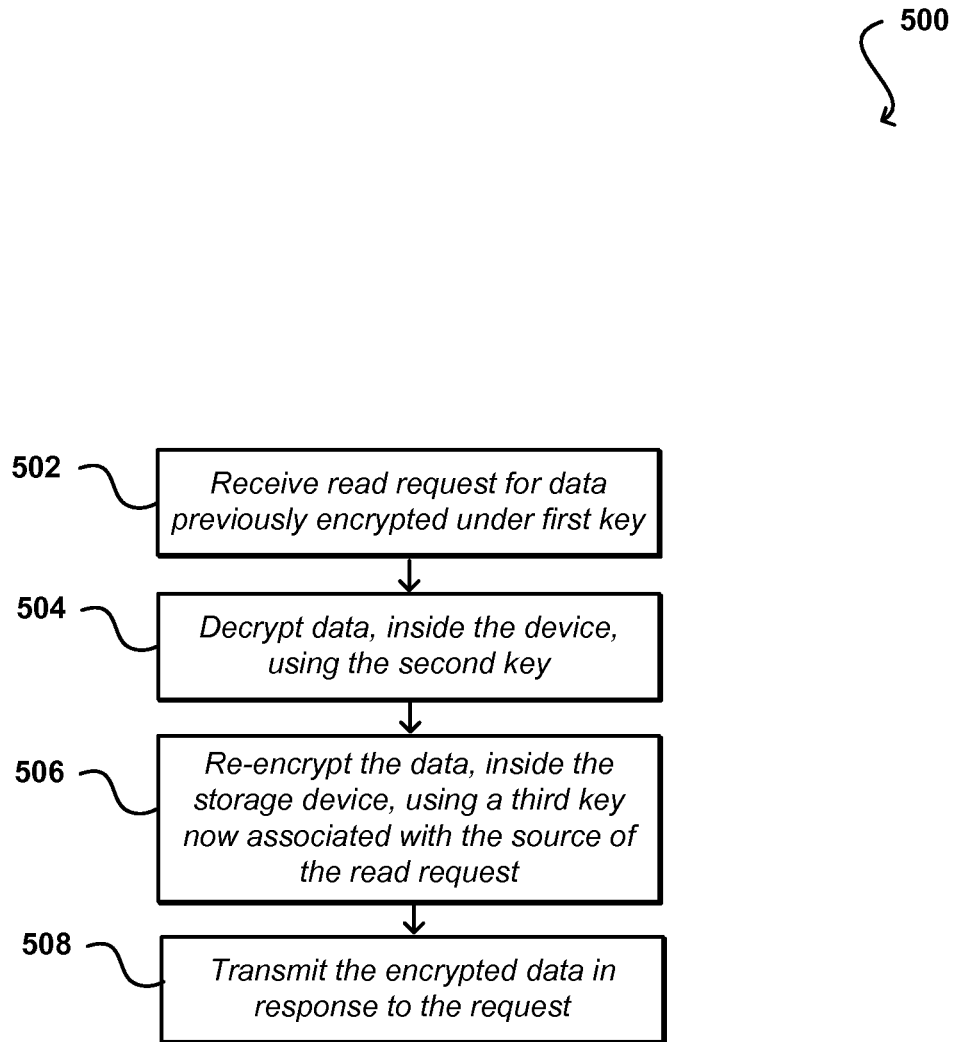 500
502
Receive read request for data
previously encrypted under first key
504
Decrypt data, inside the device,
using the second key
506
Re-encrypt the data, inside the
storage device, using a third key
now associated with the source of
the read request
508
Transmit the encrypted data in
response to the request